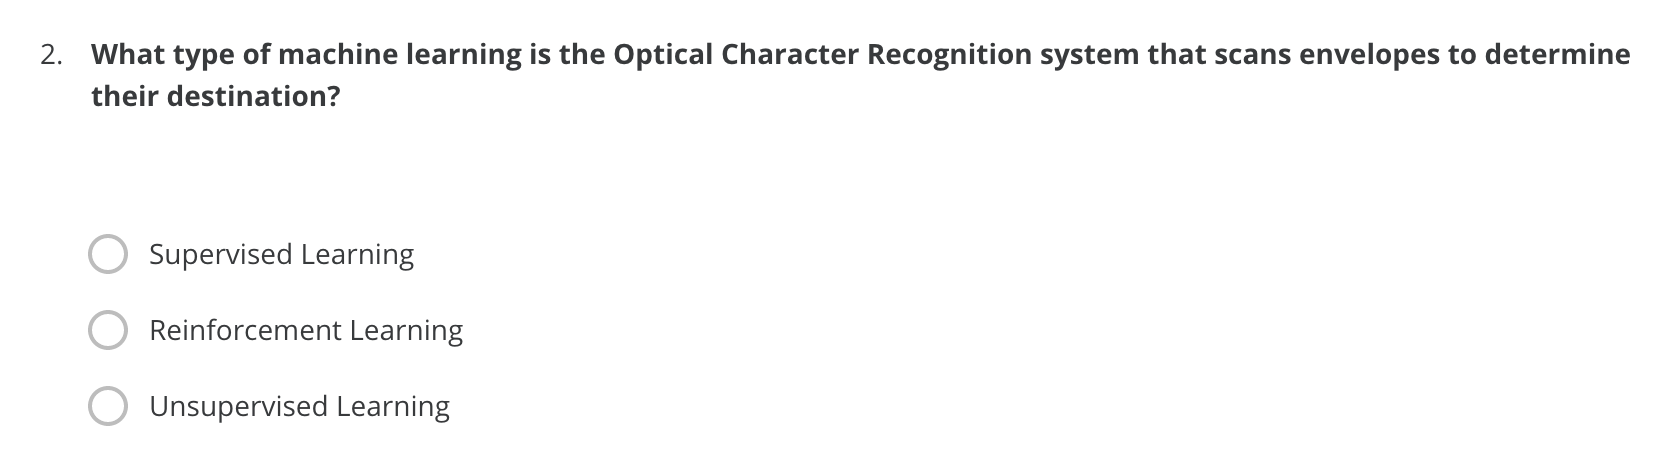 2. What type of machine learning is the Optical Character Recognition system that scans envelopes to determine
their destination?
Supervised Learning
Reinforcement Learning
Unsupervised Learning